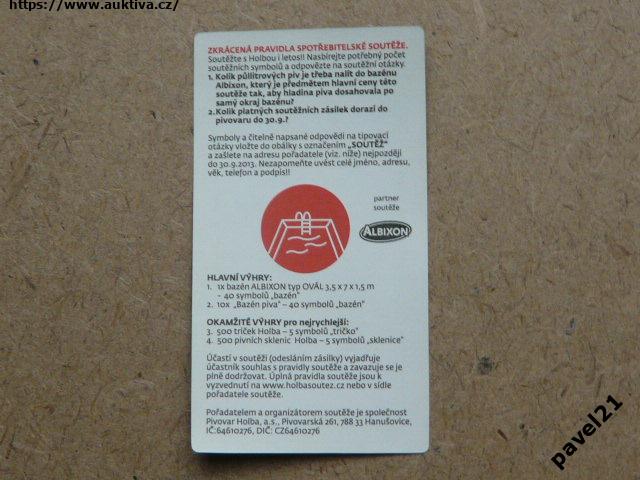 https://www.auktiva.cz/
ZKRÁCENÁ PRAVIDLA SPOTŘEBITELSKÉ SOUTĚŽE.
Soutěžte s Holbou i letos!! Nasbírejte potřebný počet
soutěžních symbolů a odpovězte na soutěžní otázky.
1. Kolik půllitrových piv je třeba nalít do bazénu
Albixon, který je předmětem hlavní ceny této
soutěže tak, aby hladina piva dosahovala po
samý okraj bazénu?
2. Kolik platných soutěžních zásilek dorazí do
pivovaru do 30.9.?
Symboly a čitelně napsané odpovědi na tipovací
otázky vložte do obálky s označením „SOUTĚŽ"
a zašlete na adresu pořadatele (viz. níže) nejpozději
do 30.9.2013. Nezapomeňte uvést celé jméno, adresu,
věk, telefon a podpis!!
partner
soutěže
ALBIXON
HLAVNÍ VÝHRY:
1. 1x bazén ALBIXON typ OVÁL 3,5 x 7 x 1,5 m
- 40 symbolů „bazén"
2. 10x „Bazén piva" – 40 symbolů „bazén"
OKAMŽITÉ VÝHRY pro nejrychlejší:
3. 500 triček Holba – 5 symbolů „tričko"
4. 500 pivních sklenic Holba – 5 symbolů „sklenice"
Účastí v soutěži (odesláním zásilky) vyjadřuje
účastník souhlas s pravidly soutěže a zavazuje se je
plně dodržovat. Úplná pravidla soutěže jsou k
vyzvednutí na www.holbasoutez.cz nebo v sídle
pořadatele soutěže.
Pořadatelem a organizátorem soutěže je společnost
Pivovar Holba, a.s., Pivovarská 261, 788 33 Hanušovice,
IČ:64610276, DIČ: CZ64610276
pavel21